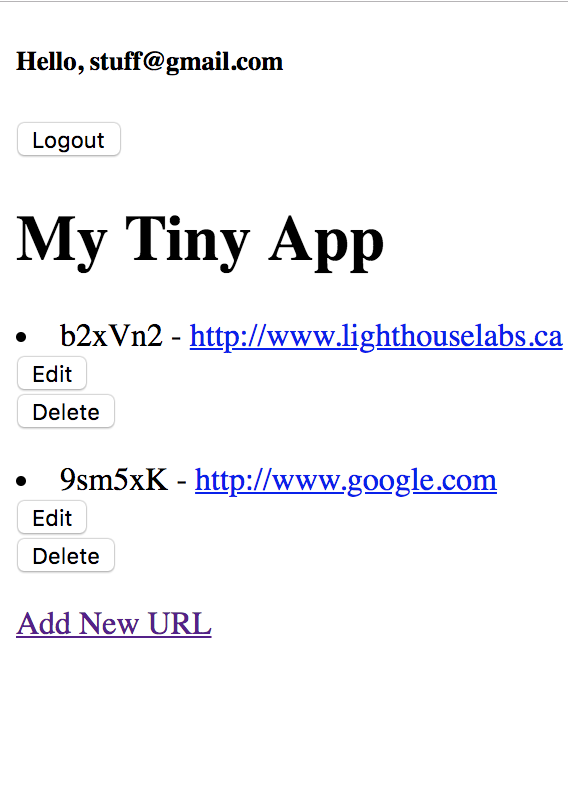 Hello, stuff@gmail.com
Logout
My Tiny App
b2xVn2 - http://www.lighthouselabs.ca
Edit
Delete
9sm5xK - http://www.google.com
Edit
Delete
Add New URL